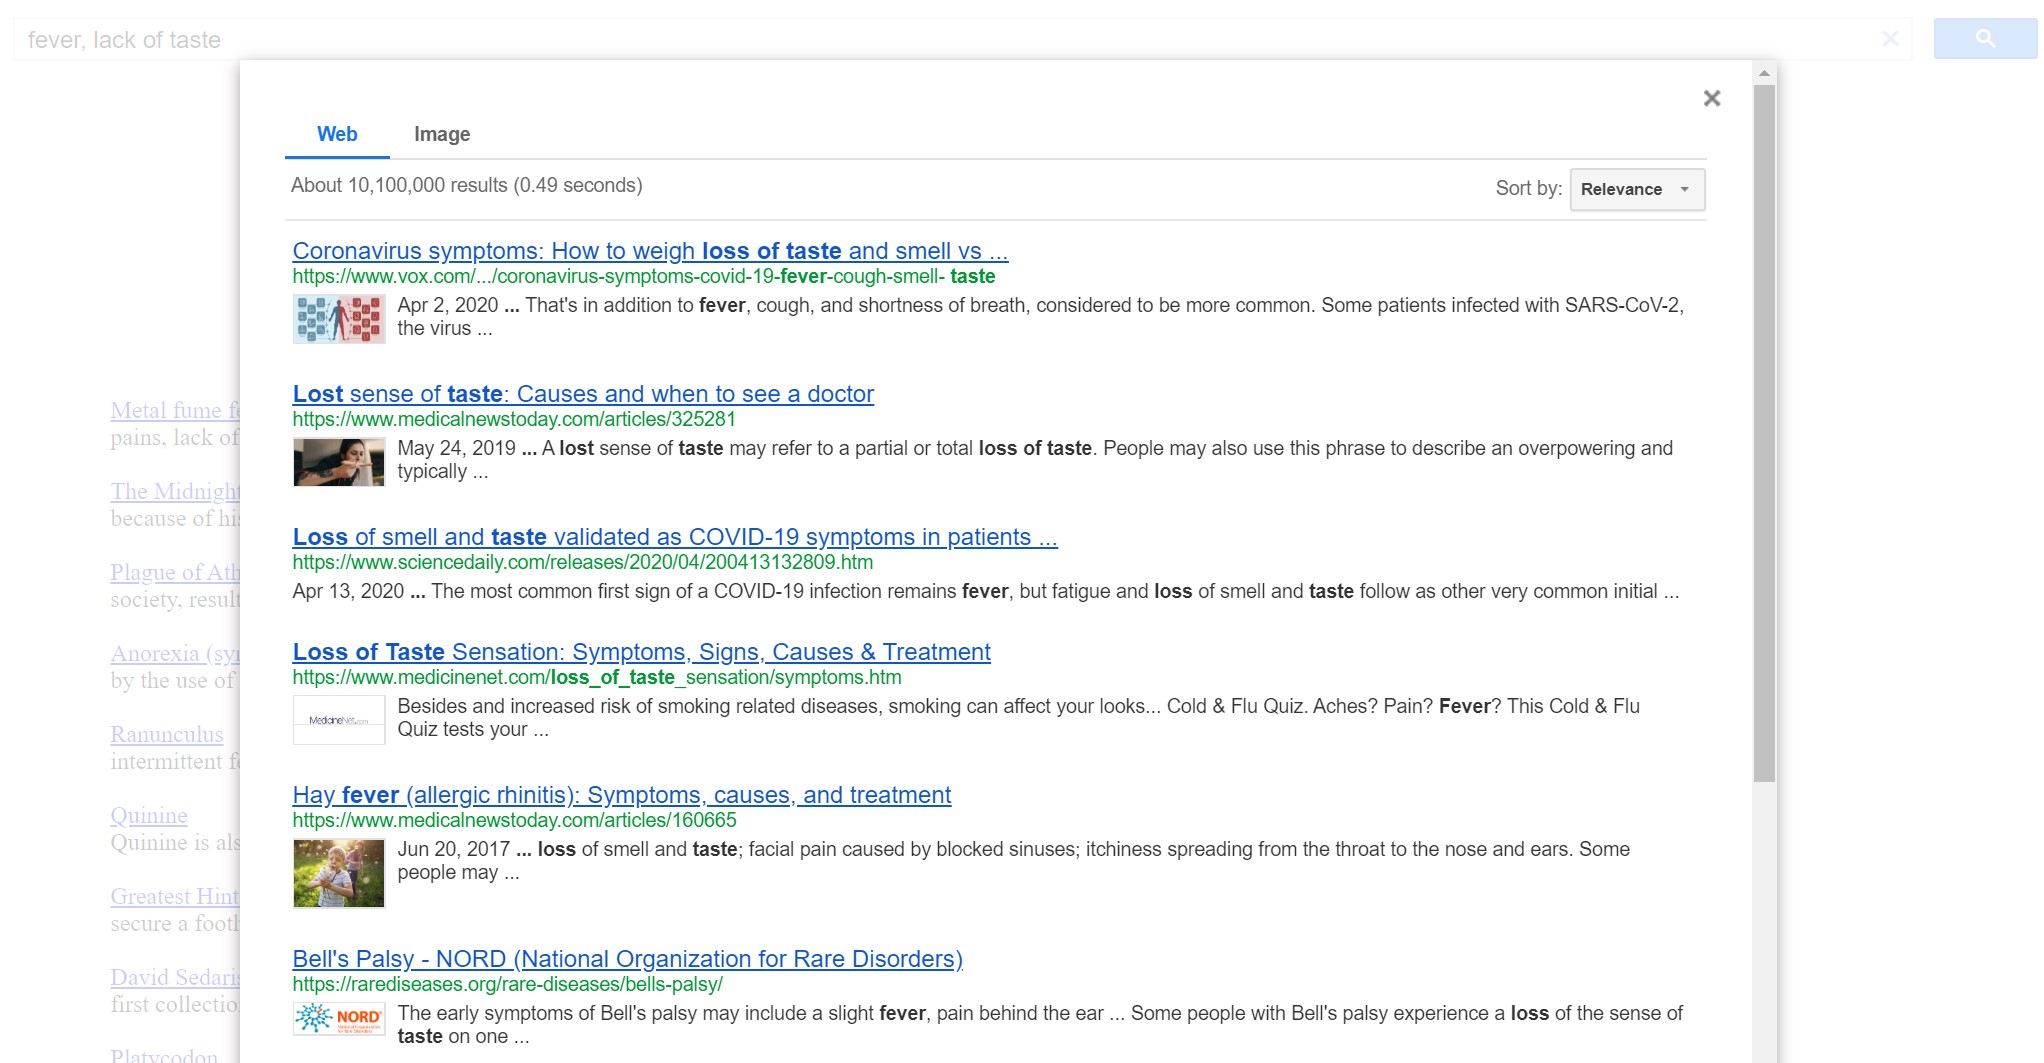 fever, lack of taste
Web Image
About 10,100,000 results (0.49 seconds)
Sort by: Relevance
Coronavirus symptoms: How to weigh loss of taste and smell vs ...
https://www.vox.com/.../coronavirus-symptoms-covid-19-fever-cough-smell- taste
Apr 2, 2020 ... That's in addition to fever, cough, and shortness of breath, considered to be more common. Some patients infected with SARS-CoV-2,
the virus ...
Lost sense of taste: Causes and when to see a doctor
https://www.medicalnewstoday.com/articles/325281
May 24, 2019 ... A lost sense of taste may refer to a partial or total loss of taste. People may also use this phrase to describe an overpowering and
typically ...
Loss of smell and taste validated as COVID-19 symptoms in patients ...
https://www.sciencedaily.com/releases/2020/04/200413132809.htm
Apr 13, 2020 ... The most common first sign of a COVID-19 infection remains fever, but fatigue and loss of smell and taste follow as other very common initial ...
Loss of Taste Sensation: Symptoms, Signs, Causes & Treatment
https://www.medicinenet.com/loss_of_taste_sensation/symptoms.htm
MedicineNet.com
Besides and increased risk of smoking related diseases, smoking can affect your looks... Cold & Flu Quiz. Aches? Pain? Fever? This Cold & Flu
Quiz tests your ...
Hay fever (allergic rhinitis): Symptoms, causes, and treatment
https://www.medicalnewstoday.com/articles/160665
Jun 20, 2017 ... loss of smell and taste; facial pain caused by blocked sinuses; itchiness spreading from the throat to the nose and ears. Some
people may ...
Bell's Palsy - NORD (National Organization for Rare Disorders)
https://rarediseases.org/rare-diseases/bells-palsy/
NORD
National Organization
for Rare Disorders
The early symptoms of Bell's palsy may include a slight fever, pain behind the ear ... Some people with Bell's palsy experience a loss of the sense of
taste on one ...
Metal fume
pains, lack of
The Midnight
because of
Plague of
society,
Anorexia
by the use of
Ranunculus
intermittent
Quinine
Quinine is
Greatest
secure a
David
first
Platycodon